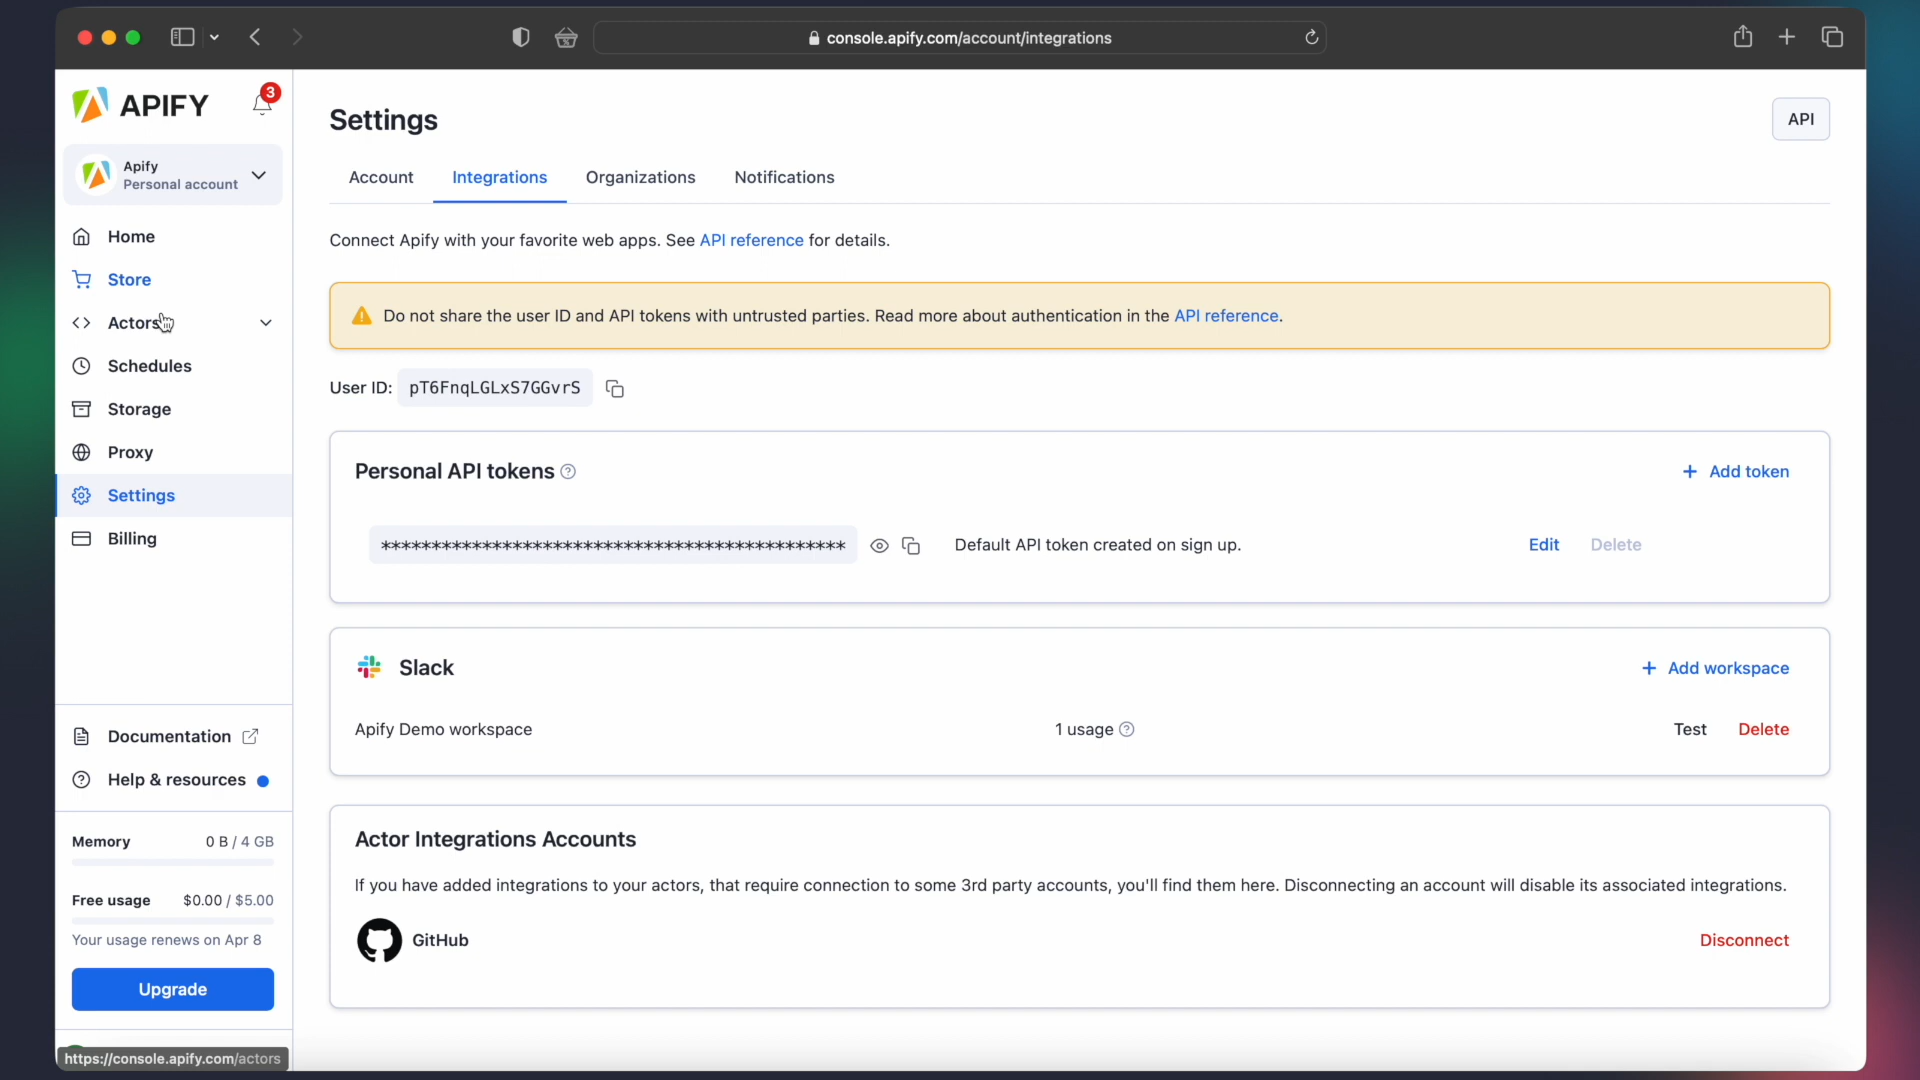 console.apify.com/account/integrations
APIFY
3
Apify
Personal account
Home
Store
Actors
Schedules
Storage
Proxy
Settings
Billing
Documentation
Help & resources
Memory 0 B / 4 GB
Free usage $0.00 / $5.00
Your usage renews on Apr 8
Upgrade
https://console.apify.com/actors
Settings
API
Account Integrations Organizations Notifications
Connect Apify with your favorite web apps. See API reference for details.
Do not share the user ID and API tokens with untrusted parties. Read more about authentication in the API reference.
User ID: pT6FnqLGLxS7GGvrS
Personal API tokens
+ Add token
********************************************** Default API token created on sign up. Edit Delete
Slack
+ Add workspace
Apify Demo workspace 1 usage Test Delete
Actor Integrations Accounts
If you have added integrations to your actors, that require connection to some 3rd party accounts, you'll find them here. Disconnecting an account will disable its associated integrations.
GitHub Disconnect